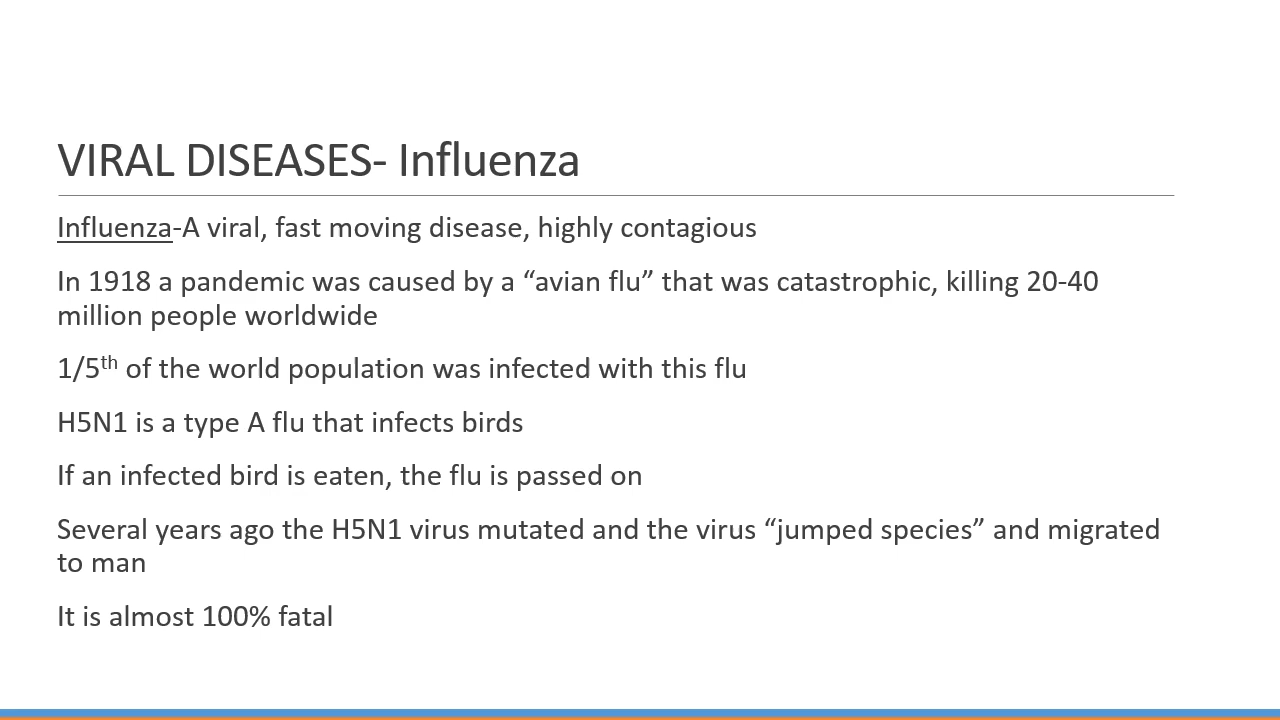 VIRAL DISEASES- Influenza
Influenza-A viral, fast moving disease, highly contagious
In 1918 a pandemic was caused by a “avian flu” that was catastrophic, killing 20-40
million people worldwide
1/5th of the world population was infected with this flu
H5N1 is a type A flu that infects birds
If an infected bird is eaten, the flu is passed on
Several years ago the H5N1 virus mutated and the virus “jumped species” and migrated
to man
It is almost 100% fatal